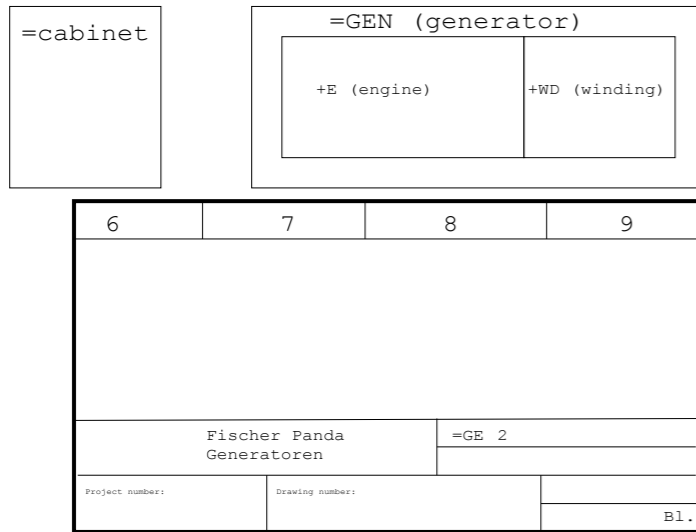 =cabinet
=GEN (generator)
+E (engine)
+WD (winding)
6 7 8 9
Fischer Panda
Generatoren
=GE 2
Project number:
Drawing number:
Bl.